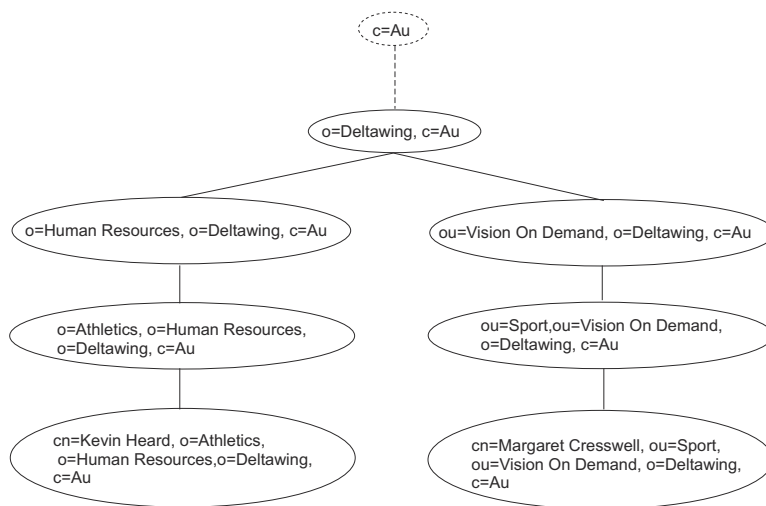 c=Au
o=Deltawing, c=Au
o=Human Resources, o=Deltawing, c=Au
ou=Vision On Demand, o=Deltawing, c=Au
o=Athletics, o=Human Resources,
o=Deltawing, c=Au
ou=Sport,ou=Vision On Demand,
o=Deltawing, c=Au
cn=Kevin Heard, o=Athletics,
o=Human Resources,o=Deltawing,
c=Au
cn=Margaret Cresswell, ou=Sport,
ou=Vision On Demand, o=Deltawing,
c=Au